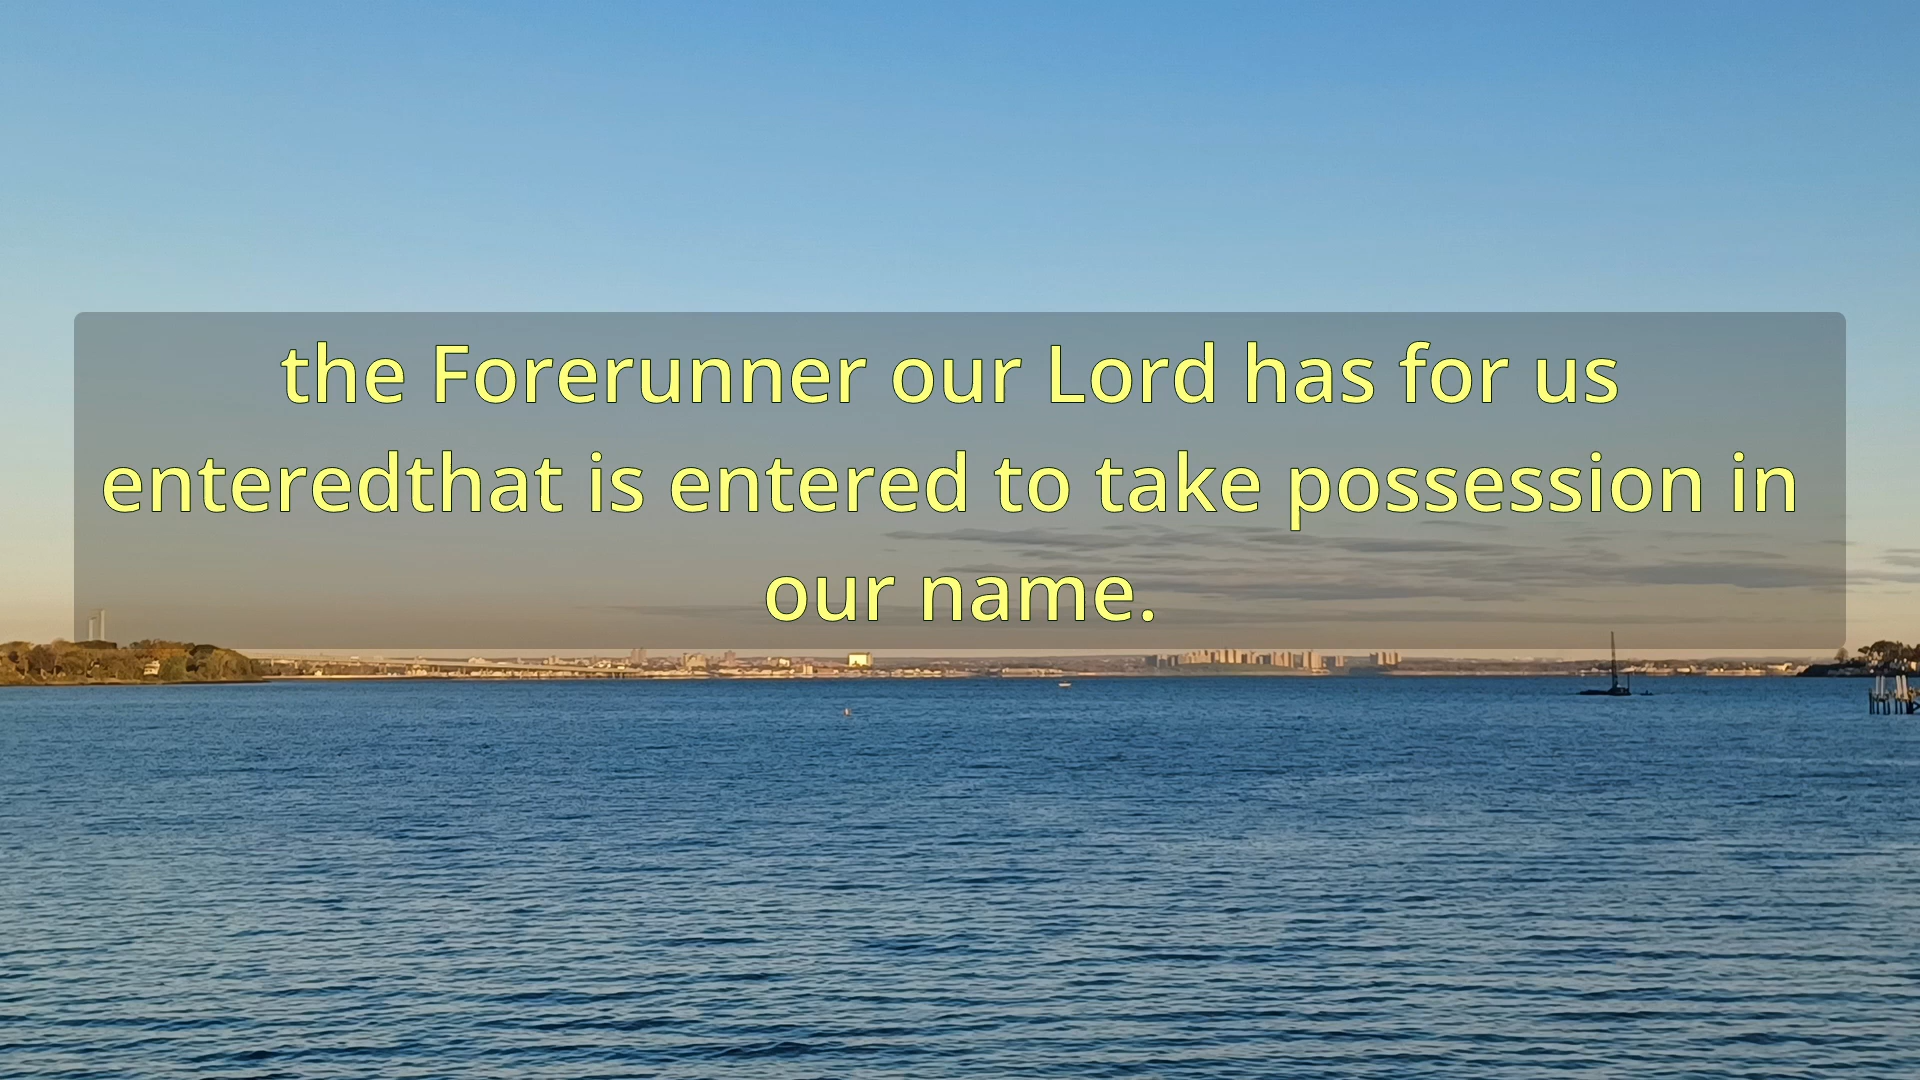 the Forerunner our Lord has for us
enteredthat is entered to take possession in
our name.